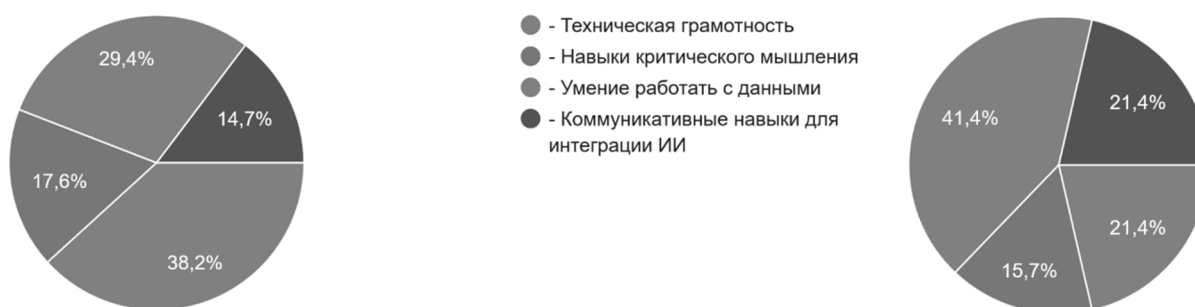 29,4%
14,7%
17,6%
38,2%
- Техническая грамотность
- Навыки критического мышления
- Умение работать с данными
- Коммуникативные навыки для
интеграции ИИ
41,4%
21,4%
21,4%
15,7%